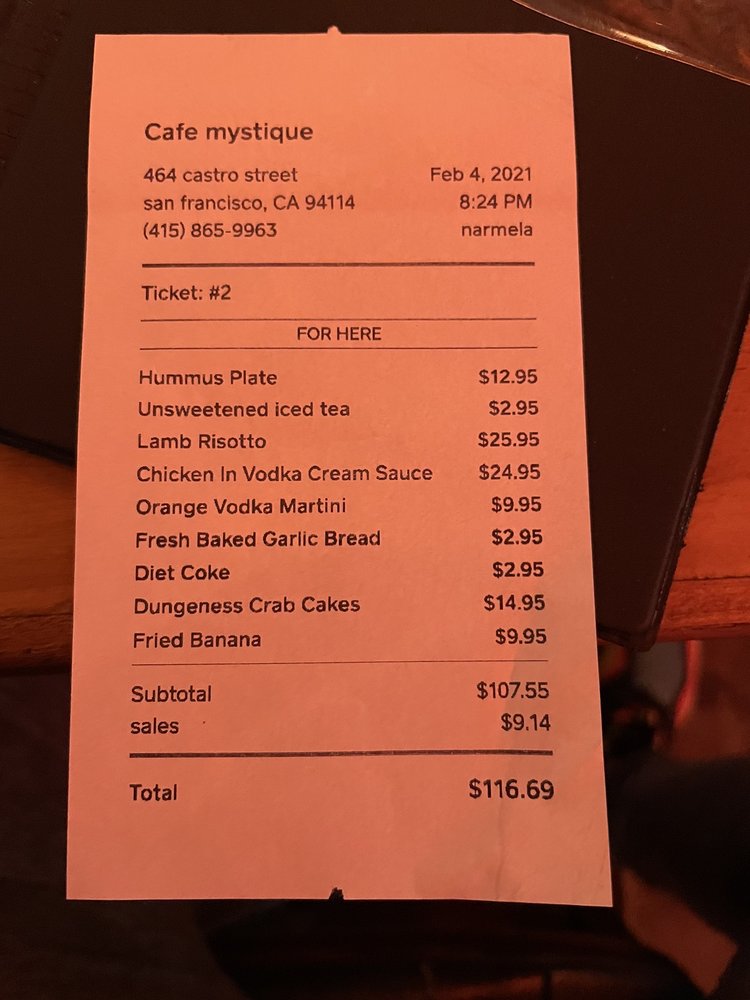 Cafe mystique
464 castro street Feb 4, 2021
san francisco, CA 94114 8:24 PM
(415) 865-9963 narmela
Ticket: #2
FOR HERE
Hummus Plate $12.95
Unsweetened iced tea $2.95
Lamb Risotto $25.95
Chicken In Vodka Cream Sauce $24.95
Orange Vodka Martini $9.95
Fresh Baked Garlic Bread $2.95
Diet Coke $2.95
Dungeness Crab Cakes $14.95
Fried Banana $9.95
Subtotal $107.55
sales $9.14
Total $116.69